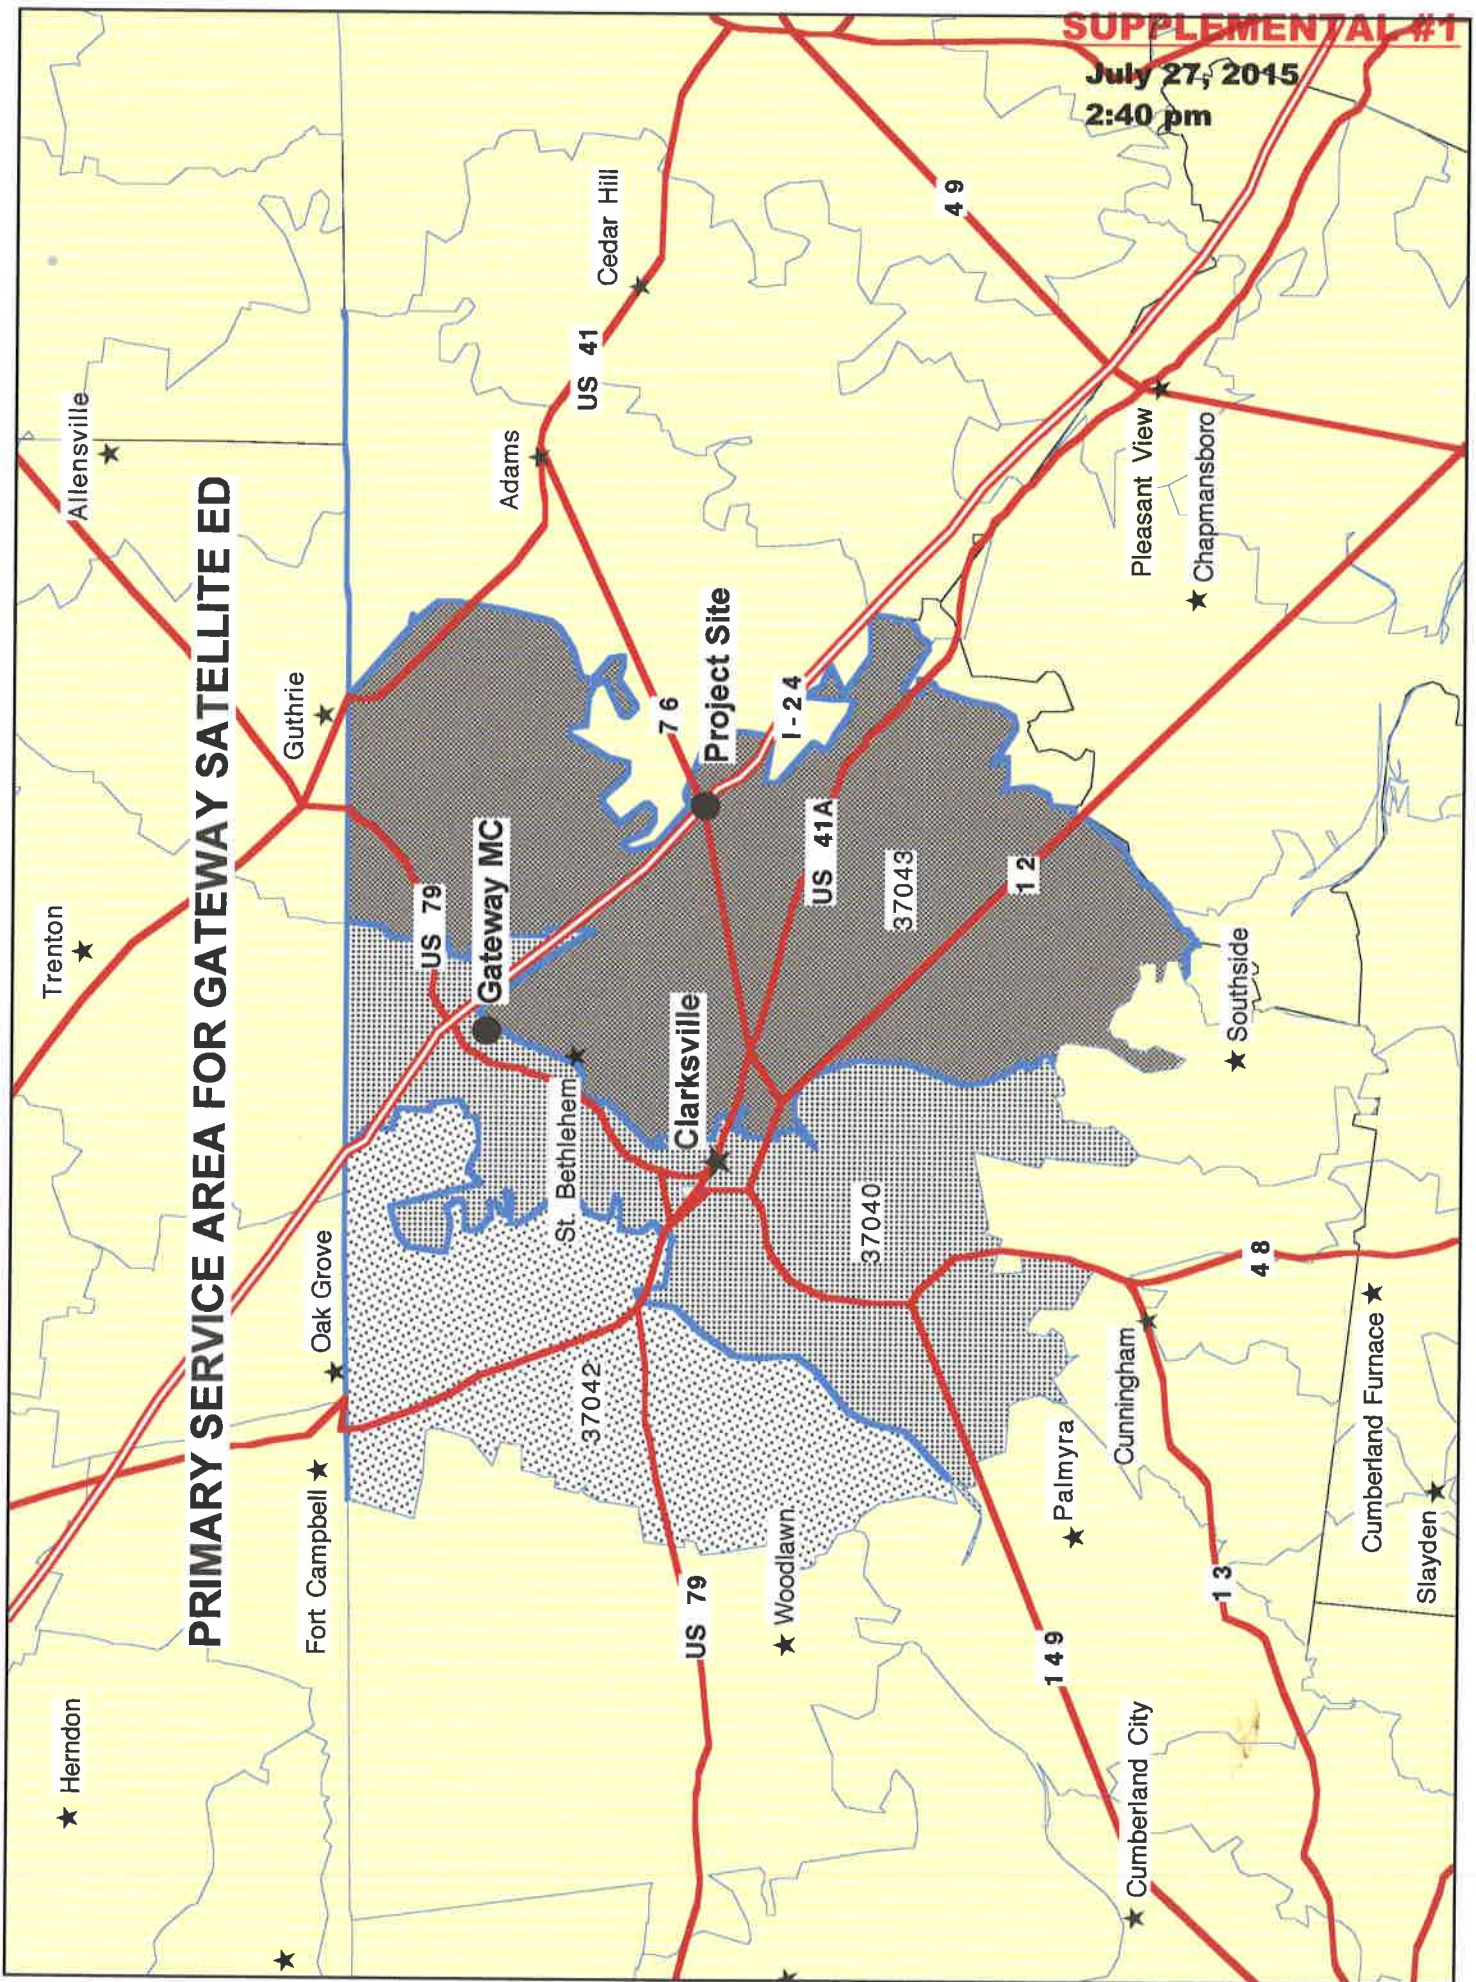 SUPPLEMENTAL #1
July 27, 2015
2:40 pm
PRIMARY SERVICE AREA FOR GATEWAY SATELLITE ED
Herndon
Trenton
Allensville
Fort Campbell
Oak Grove
Guthrie
US 79
Gateway MC
Adams
US 41
Cedar Hill
St. Bethlehem
37042
76
Project Site
Clarksville
US 79
Woodlawn
I-24
US 41A
37040
37043
49
12
149
Palmyra
Cunningham
Pleasant View
Chapmansboro
Cumberland City
13
48
Southside
Cumberland Furnace
Slayden